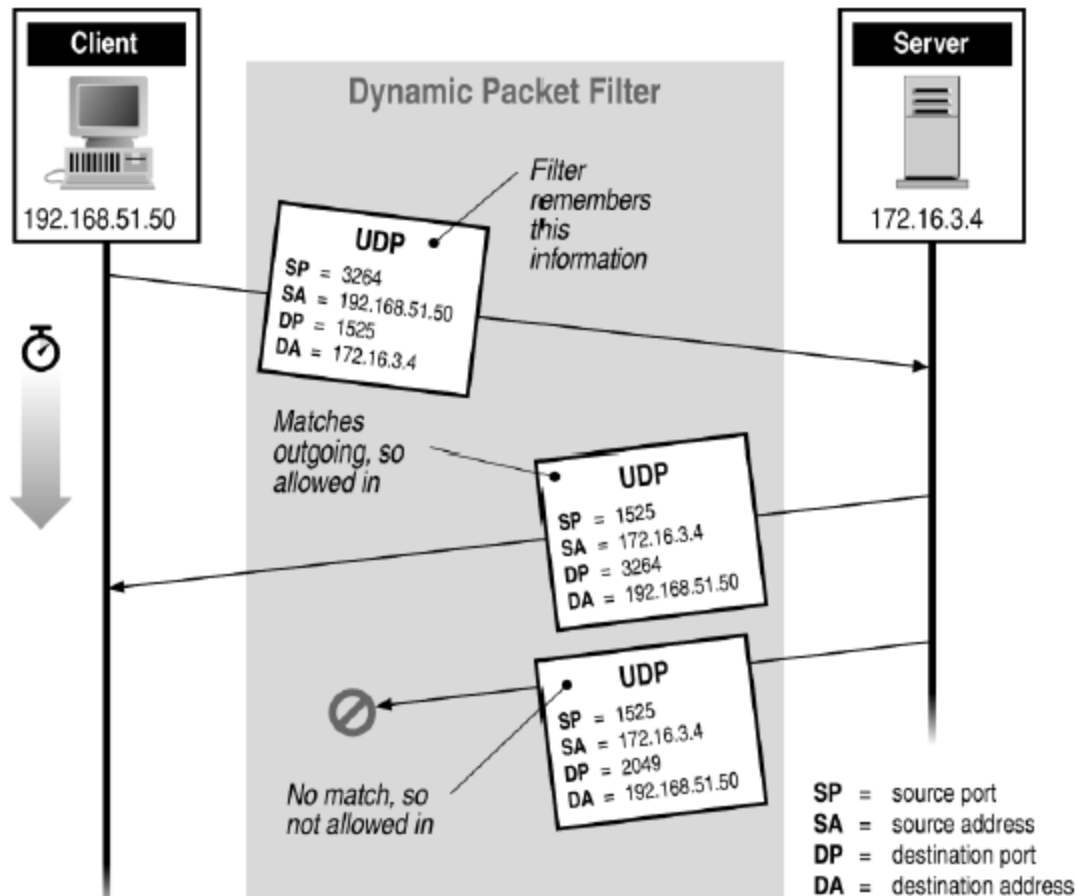 Client
192.168.51.50
Server
172.16.3.4
Dynamic Packet Filter
Filter
remembers
this
information
UDP
SP = 3264
SA = 192.168.51.50
DP = 1525
DA = 172.16.3.4
Matches
outgoing, so
allowed in
UDP
SP = 1525
SA = 172.16.3.4
DP = 3264
DA = 192.168.51.50
UDP
SP = 1525
SA = 172.16.3.4
DP = 2049
DA = 192.168.51.50
No match, so
not allowed in
SP = source port
SA = source address
DP = destination port
DA = destination address